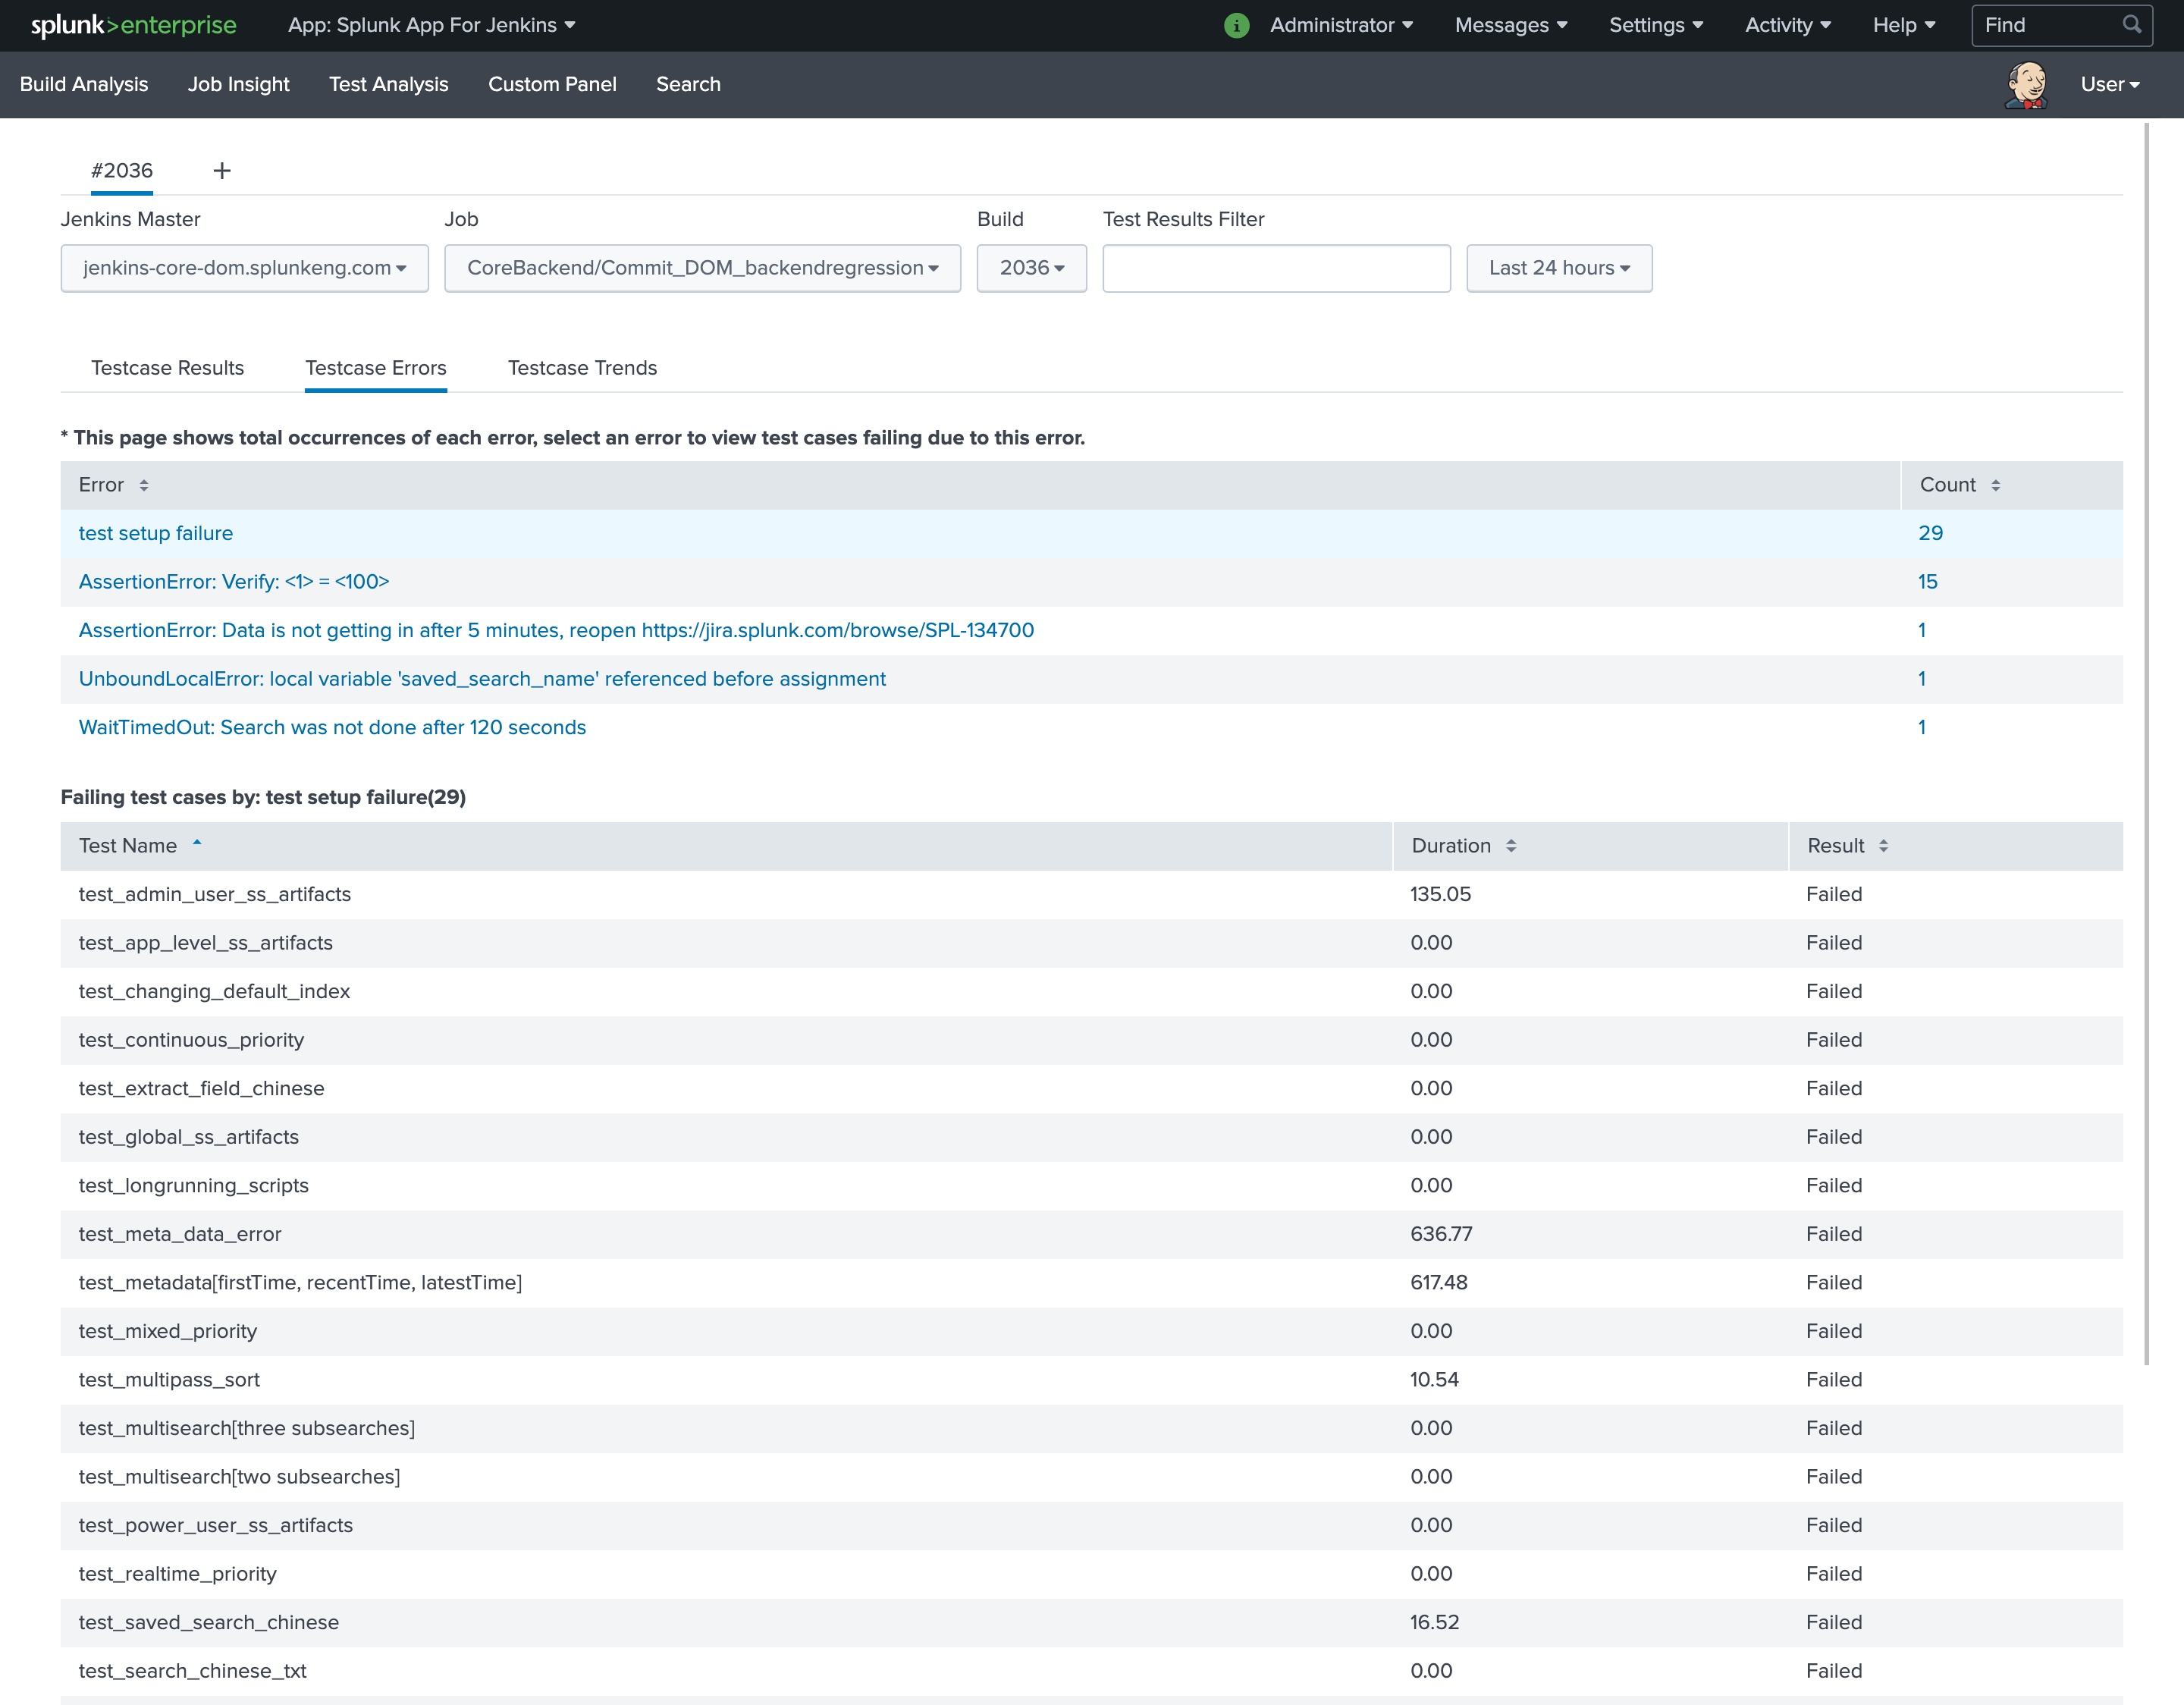 splunk>enterprise App: Splunk App For Jenkins i Administrator Messages Settings Activity Help Find
Build Analysis Job Insight Test Analysis Custom Panel Search User
#2036 +
Jenkins Master Job Build Test Results Filter
jenkins-core-dom.splunkeng.com CoreBackend/Commit_DOM_backendregression 2036 Last 24 hours
Testcase Results Testcase Errors Testcase Trends
* This page shows total occurrences of each error, select an error to view test cases failing due to this error.
Error Count
test setup failure 29
AssertionError: Verify: <1> = <100> 15
AssertionError: Data is not getting in after 5 minutes, reopen https://jira.splunk.com/browse/SPL-134700 1
UnboundLocalError: local variable 'saved_search_name' referenced before assignment 1
WaitTimedOut: Search was not done after 120 seconds 1
Failing test cases by: test setup failure(29)
Test Name Duration Result
test_admin_user_ss_artifacts 135.05 Failed
test_app_level_ss_artifacts 0.00 Failed
test_changing_default_index 0.00 Failed
test_continuous_priority 0.00 Failed
test_extract_field_chinese 0.00 Failed
test_global_ss_artifacts 0.00 Failed
test_longrunning_scripts 0.00 Failed
test_meta_data_error 636.77 Failed
test_metadata[firstTime, recentTime, latestTime] 617.48 Failed
test_mixed_priority 0.00 Failed
test_multipass_sort 10.54 Failed
test_multisearch[three subsearches] 0.00 Failed
test_multisearch[two subsearches] 0.00 Failed
test_power_user_ss_artifacts 0.00 Failed
test_realtime_priority 0.00 Failed
test_saved_search_chinese 16.52 Failed
test_search_chinese_txt 0.00 Failed